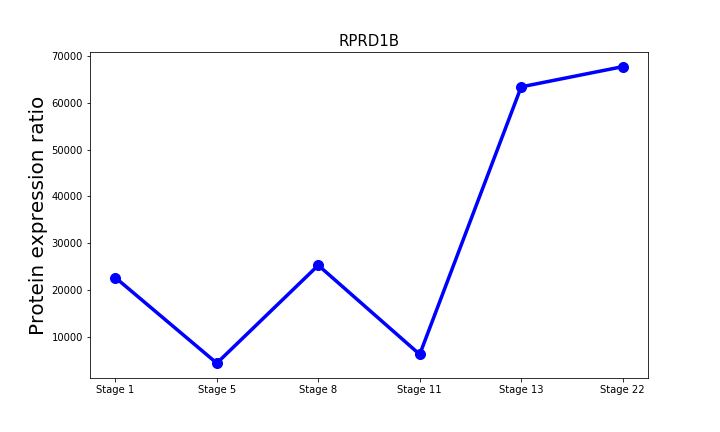 RPRD1B
Protein expression ratio
70000
60000
50000
40000
30000
20000
10000
Stage 1 Stage 5 Stage 8 Stage 11 Stage 13 Stage 22